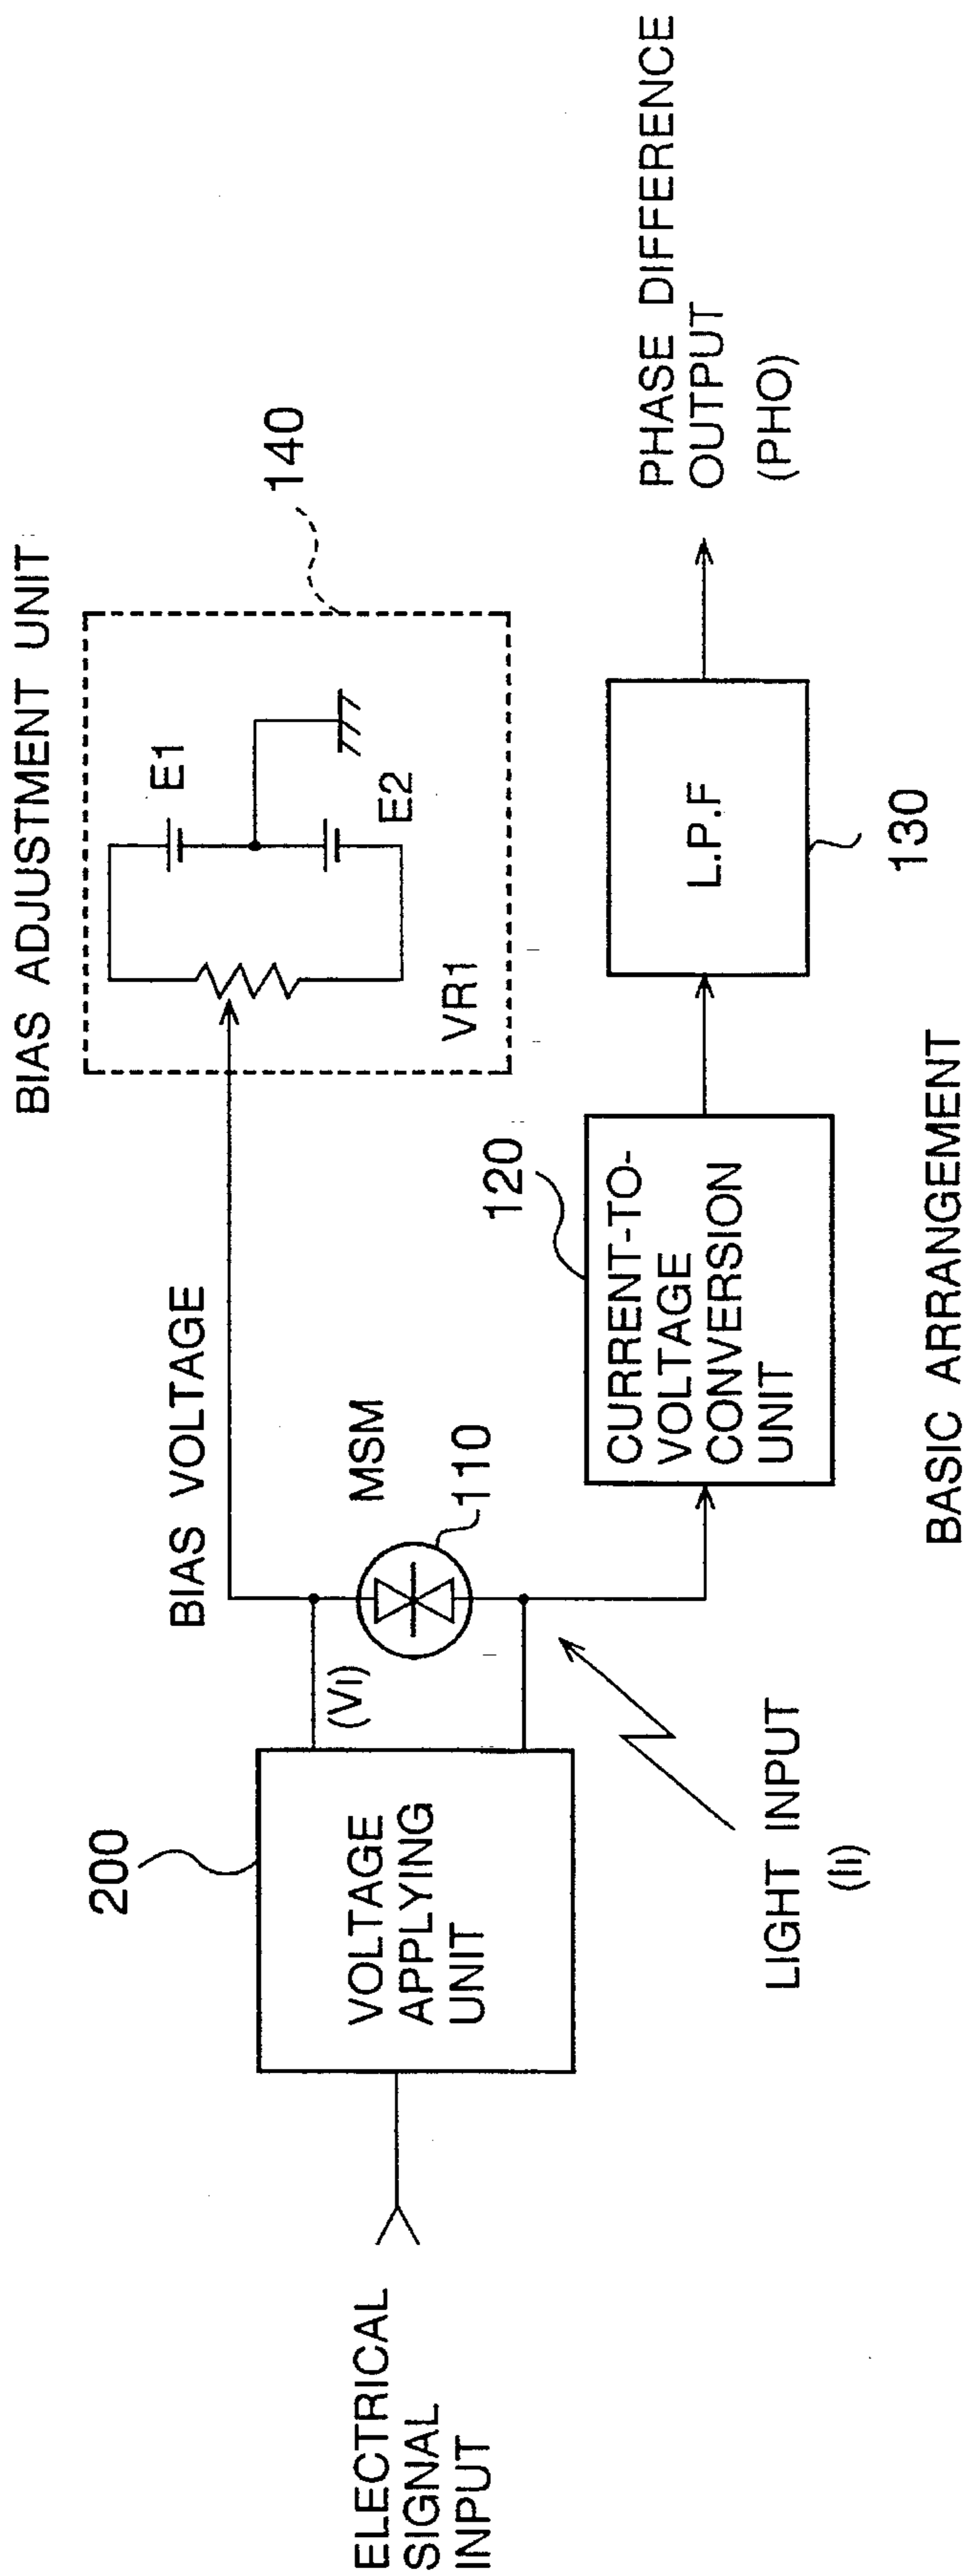 BIAS ADJUSTMENT UNIT
140
E1
E2
VR1
BIAS VOLTAGE
MSM
110
(VI)
200
VOLTAGE
APPLYING
UNIT
ELECTRICAL
SIGNAL
INPUT
LIGHT INPUT
(Ii)
120
CURRENT-TO-
VOLTAGE
CONVERSION
UNIT
L.P.F
130
PHASE DIFFERENCE
OUTPUT
(PHO)
BASIC ARRANGEMENT